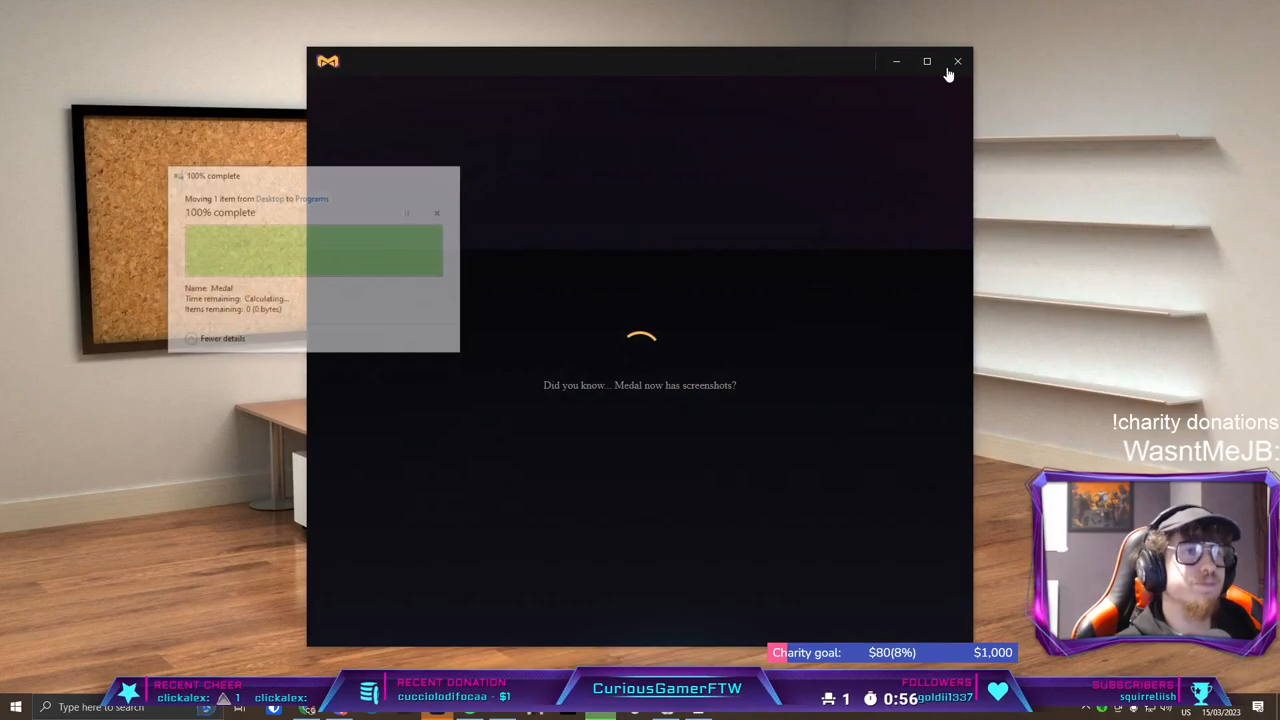 100% complete
Moving 1 item from Desktop to Programs
100% complete
Name: Medal
Time remaining: Calculating...
Items remaining: 0 (0 bytes)
Fewer details
Did you know... Medal now has screenshots?
!charity donations
WasntMeJB:
Charity goal: $80(8%) $1,000
RECENT CHEER
clickalex: 1 clickalex:
RECENT DONATION
cucciolodifocaa - $1
CuriousGamerFTW
1 0:56
FOLLOWERS
goldii1337
SUBSCRIBERS
squirreliish
Type here to search
US
15/03/2023